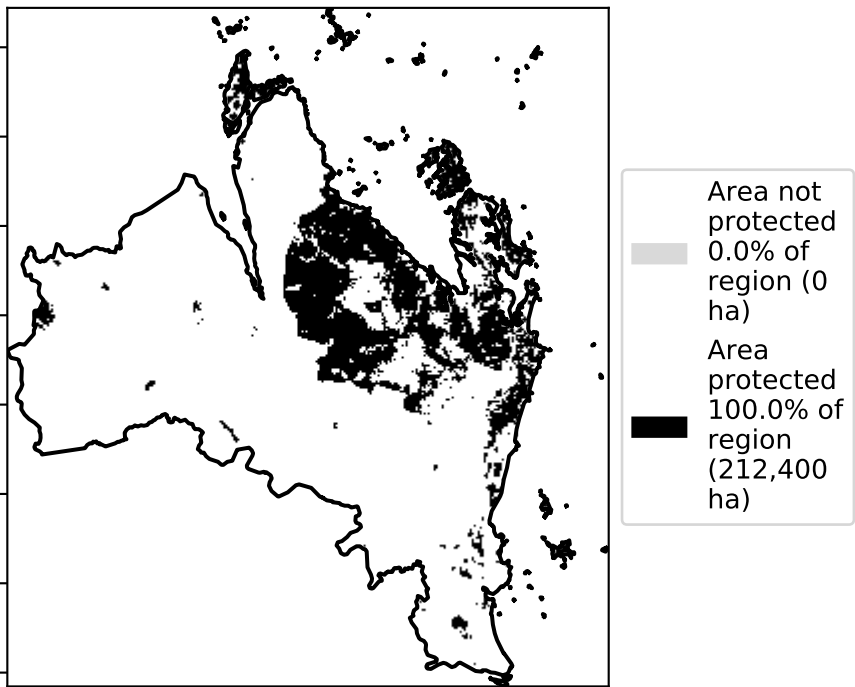 Area not
protected
0.0% of
region (0
ha)
Area
protected
100.0% of
region
(212,400
ha)